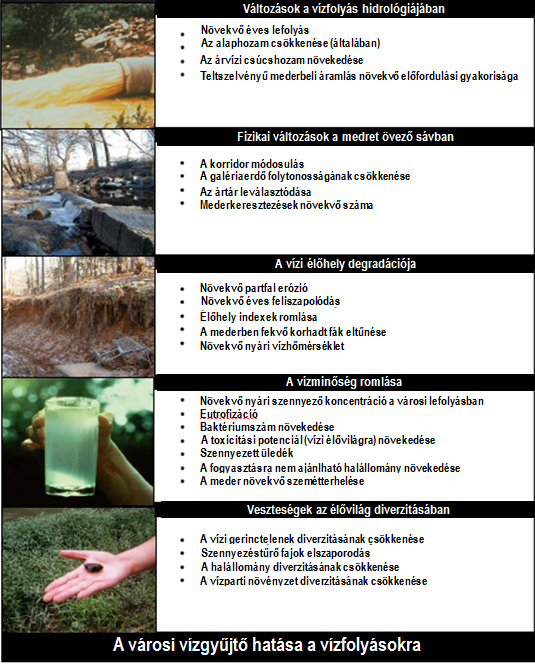 Változások a vízfolyás hidrológiájában
Növekvő éves lefolyás
Az alaphozam csökkenése (általában)
Az árvízi csúcshozam növekedése
Teltszelvényű mederbeli áramlás növekvő előfordulási gyakorisága
Fizikai változások a medret övező sávban
A korridor módosulás
A galériaerdő folytonosságának csökkenése
Az ártár leválasztódása
Mederkeresztezések növekvő száma
A vízi élőhely degradációja
Növekvő partfal erózió
Növekvő éves feliszapolódás
Élőhely indexek romlása
A mederben fekvő korhadt fák eltűnése
Növekvő nyári vízhőmérséklet
A vízminőség romlása
Növekvő nyári szennyező koncentráció a városi lefolyásban
Eutrofizáció
Baktériumszám növekedése
A toxicitási potenciál (vízi élővilágra) növekedése
Szennyezett üledék
A fogyasztásra nem ajánlható halállomány növekedése
A meder növekvő szemétterhelése
Veszteségek az élővilág diverzitásában
A vízi gerinctelenek diverzitásának csökkenése
Szennyezéstűrő fajok elszaporodás
A halállomány diverzitásának csökkenése
A vízparti növényzet diverzitásának csökkenése
A városi vízgyűjtő hatása a vízfolyásokra